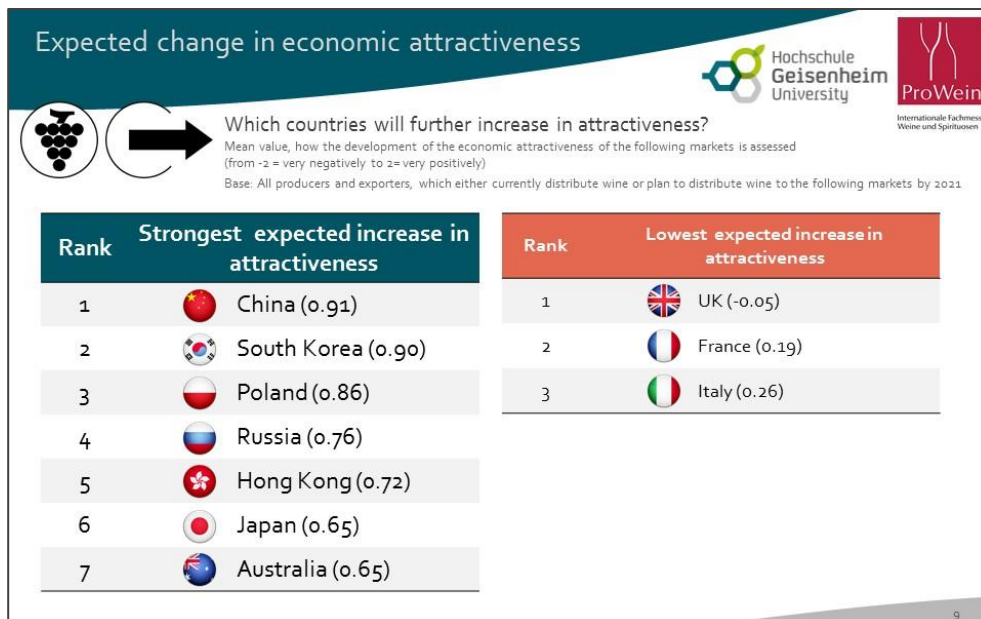 Expected change in economic attractiveness
Hochschule
Geisenheim
University
ProWein
Internationale Fachmess
Weine und Spirituosen
Which countries will further increase in attractiveness?
Mean value, how the development of the economic attractiveness of the following markets is assessed
(from -2 = very negatively to 2= very positively)
Base: All producers and exporters, which either currently distribute wine or plan to distribute wine to the following markets by 2021
Rank
Strongest expected increase in
attractiveness
1 China (0.91)
2 South Korea (0.90)
3 Poland (0.86)
4 Russia (0.76)
5 Hong Kong (0.72)
6 Japan (0.65)
7 Australia (0.65)
Rank
Lowest expected increase in
attractiveness
1 UK (-0.05)
2 France (0.19)
3 Italy (0.26)
9